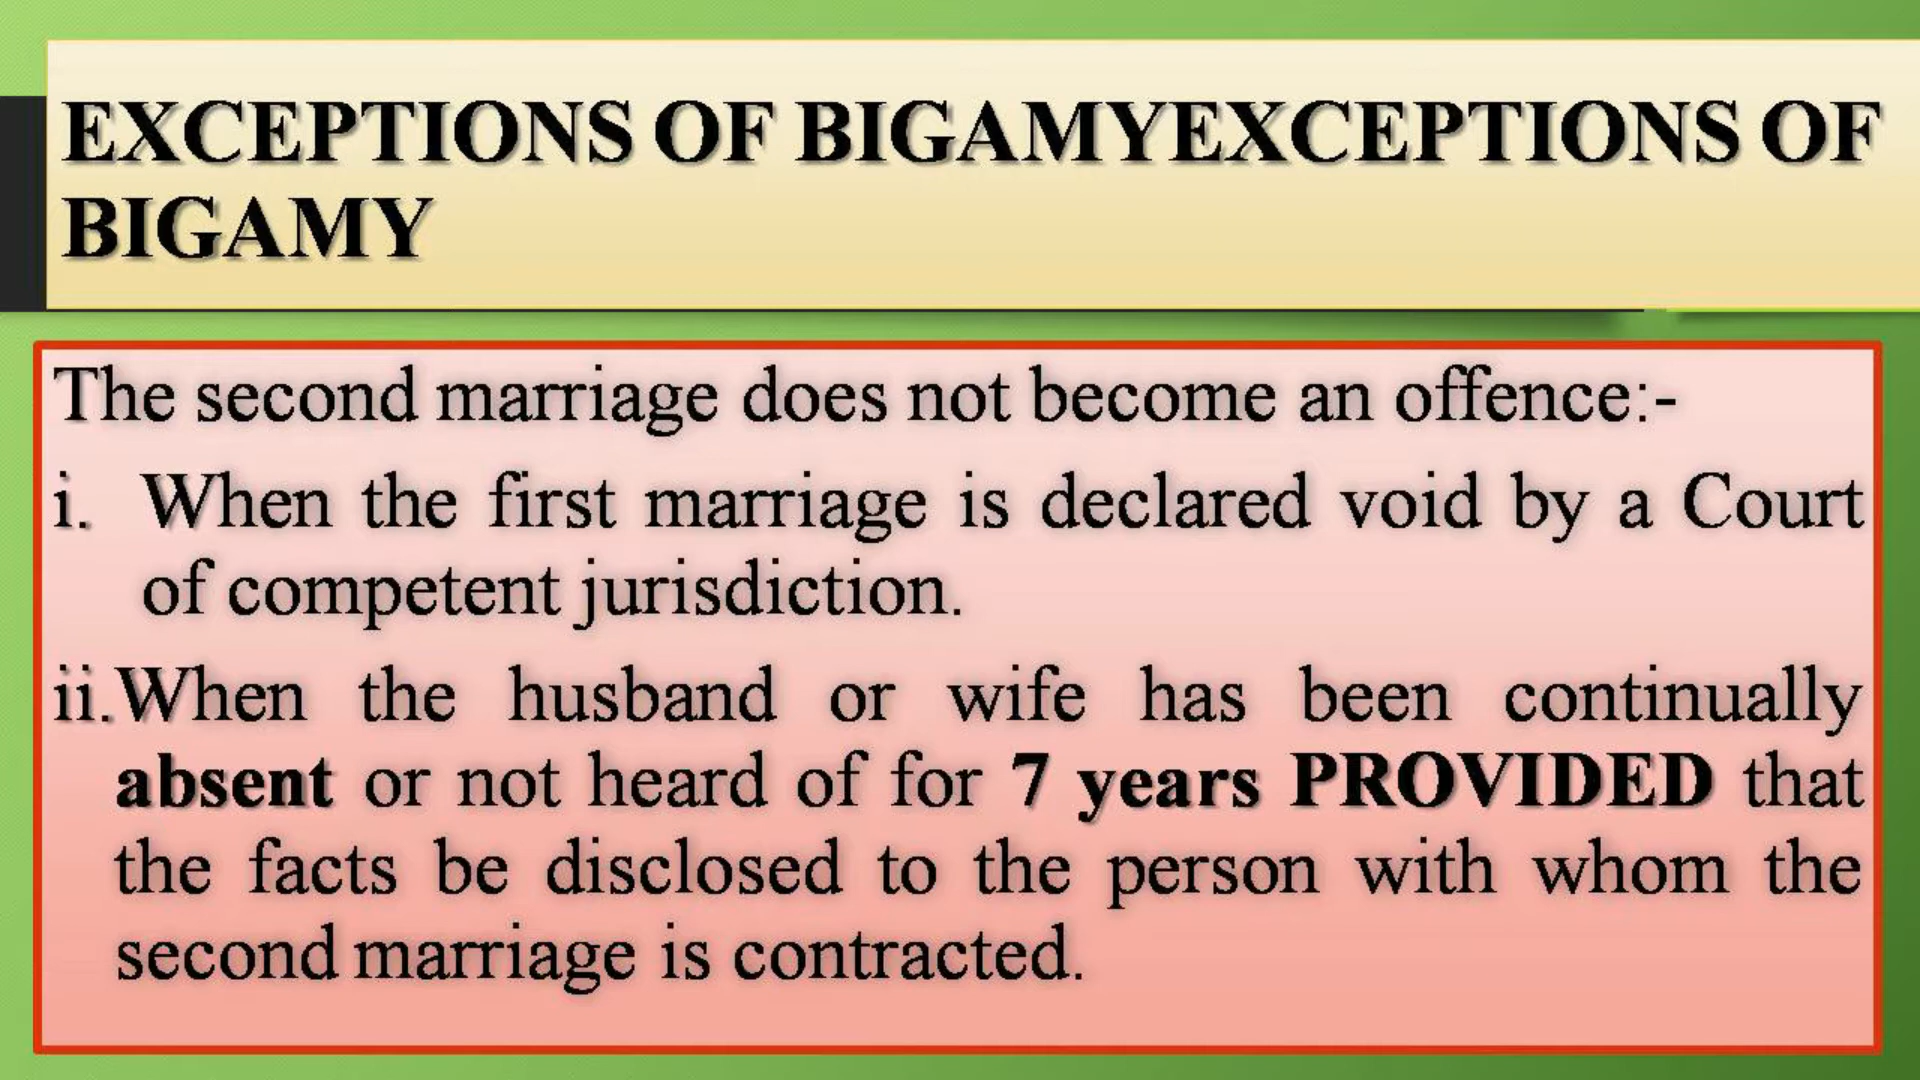 EXCEPTIONS OF BIGAMYEXCEPTIONS OF
BIGAMY
The second marriage does not become an offence:-
i. When the first marriage is declared void by a Court
of competent jurisdiction.
ii.When the husband or wife has been continually
absent or not heard of for 7 years PROVIDED that
the facts be disclosed to the person with whom the
second marriage is contracted.